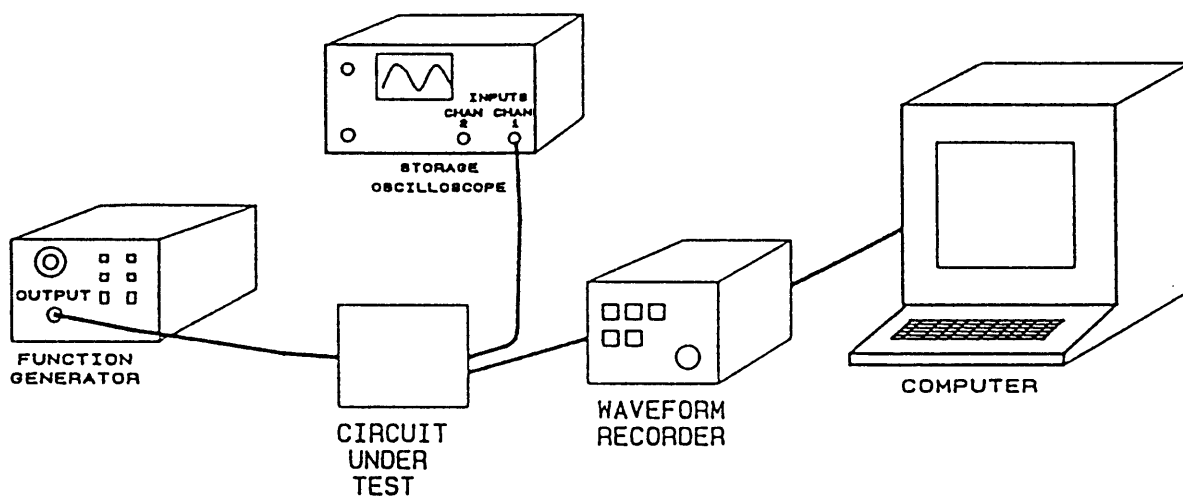 INPUTS
CHAN CHAN
2 1
STORAGE
OSCILLOSCOPE
OUTPUT
FUNCTION
GENERATOR
CIRCUIT
UNDER
TEST
WAVEFORM
RECORDER
COMPUTER